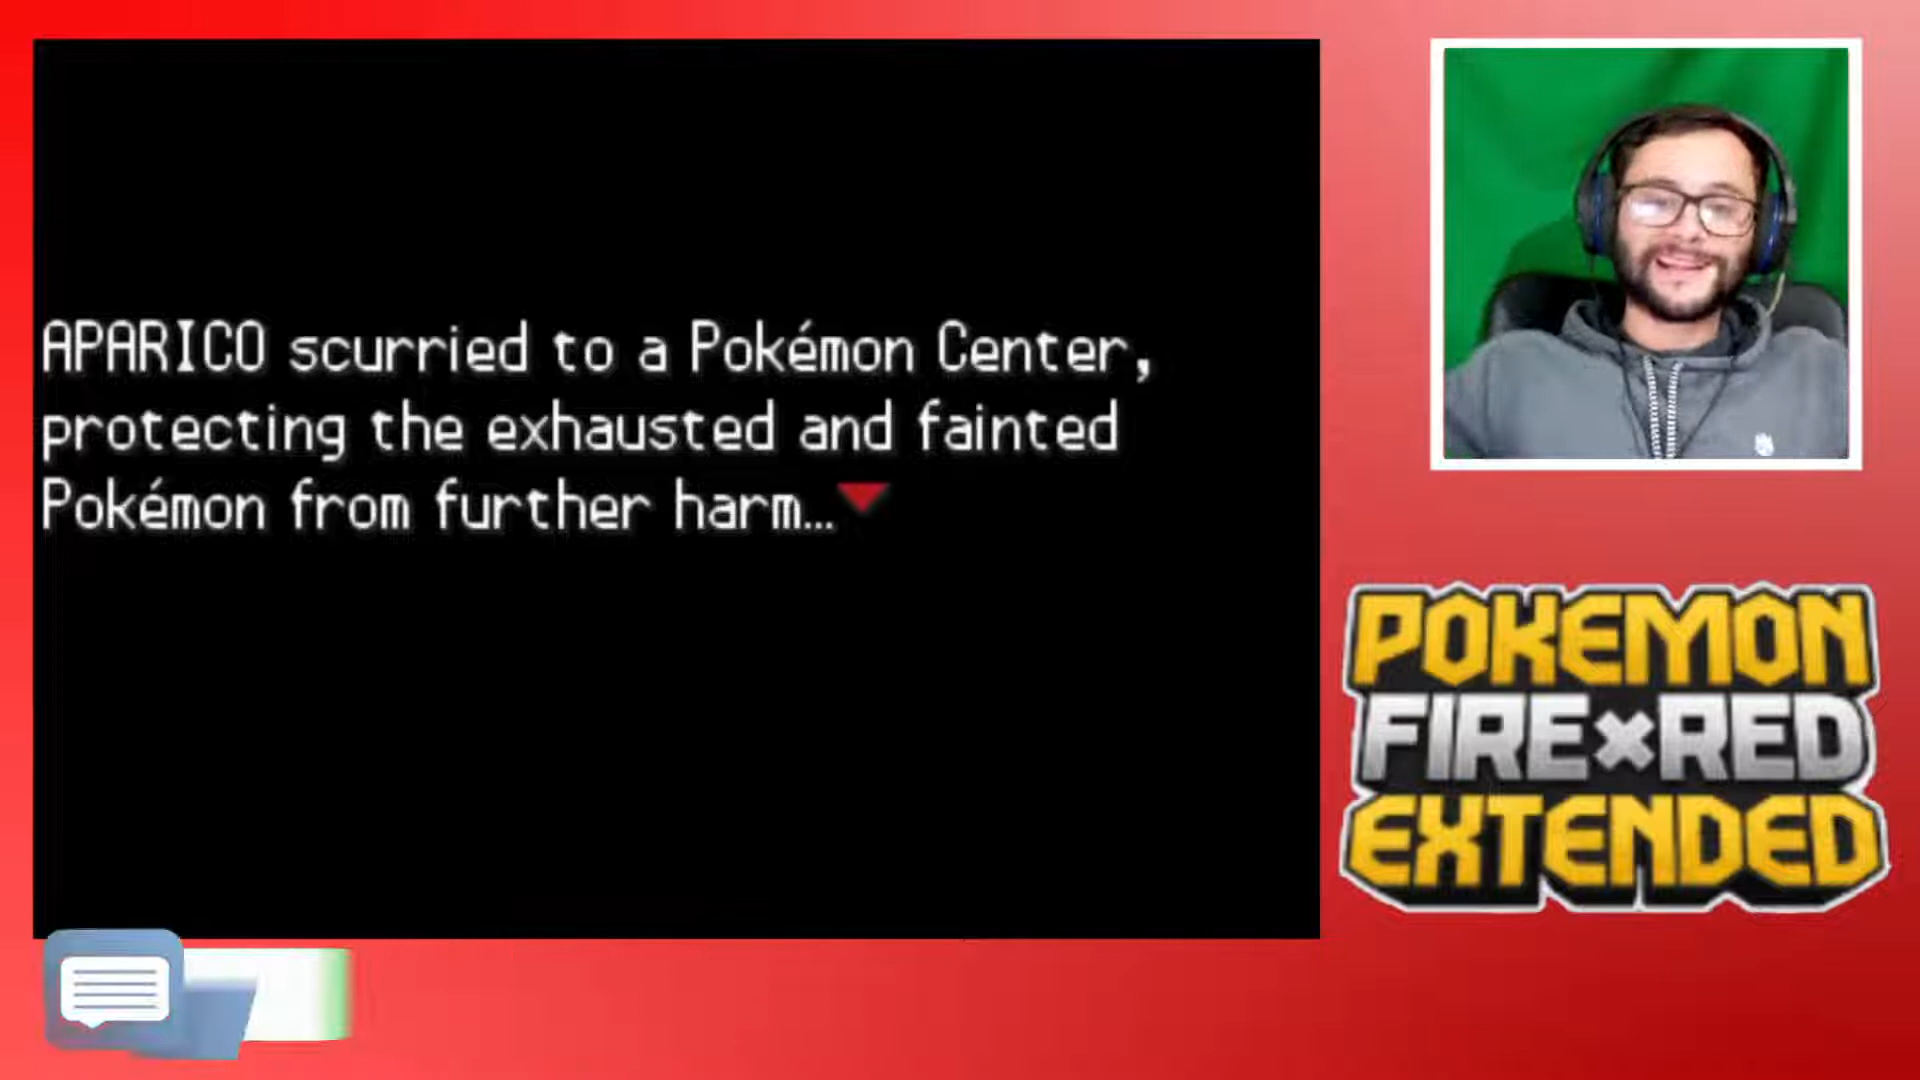 APARICO scurried to a Pokémon Center,
protecting the exhausted and fainted
Pokémon from further harm...
POKEMON
FIRE×RED
EXTENDED